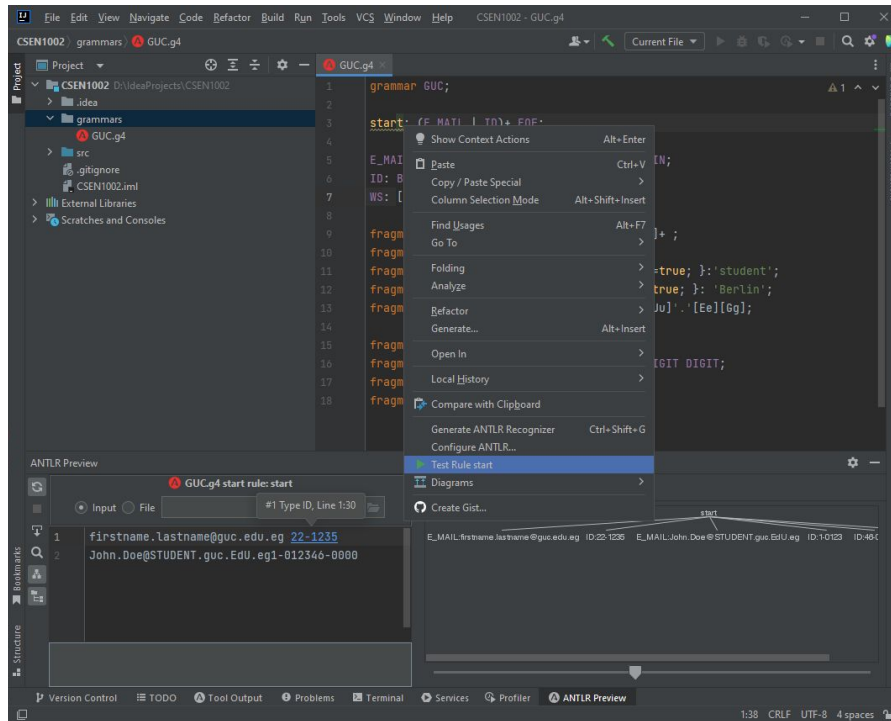 File Edit View Navigate Code Refactor Build Run Tools VCS Window Help CSEN1002 - GUC.g4
CSEN1002 grammars GUC.g4 Current File
Project
Project GUC.g4
CSEN1002 D:\IdeaProjects\CSEN1002
.idea
grammars
GUC.g4
src
.gitignore
CSEN1002.iml
External Libraries
Scratches and Consoles
1 grammar GUC; 1
2
3 start: (E_MAIL | ID)+ EOF;
4
5 E_MAI IN;
6 ID: B
7 WS: [
8
9 fragm ]+ ;
10 fragm
11 fragm =true; }:'student';
12 fragm true; }: 'Berlin';
13 fragm Uu]'.'[Ee][Gg];
14
15 fragm
16 fragm IGIT DIGIT;
17 fragm
18 fragm
Show Context Actions Alt+Enter
Paste Ctrl+V
Copy / Paste Special
Column Selection Mode Alt+Shift+Insert
Find Usages Alt+F7
Go To
Folding
Analyze
Refactor
Generate... Alt+Insert
Open In
Local History
Compare with Clipboard
Generate ANTLR Recognizer Ctrl+Shift+G
Configure ANTLR...
Test Rule start
Diagrams
Create Gist...
ANTLR Preview
GUC.g4 start rule: start
Input File
#1 Type ID, Line 1:30
1 firstname.lastname@guc.edu.eg 22-1235
2 John.Doe@STUDENT.guc.EdU.eg1-012346-0000
start
E_MAIL:firstname.lastname@guc.edu.eg ID:22-1235 E_MAIL:John.Doe@STUDENT.guc.EdU.eg ID:1-0123 ID:46-0
Bookmarks
Structure
Version Control TODO Tool Output Problems Terminal Services Profiler ANTLR Preview
1:38 CRLF UTF-8 4 spaces